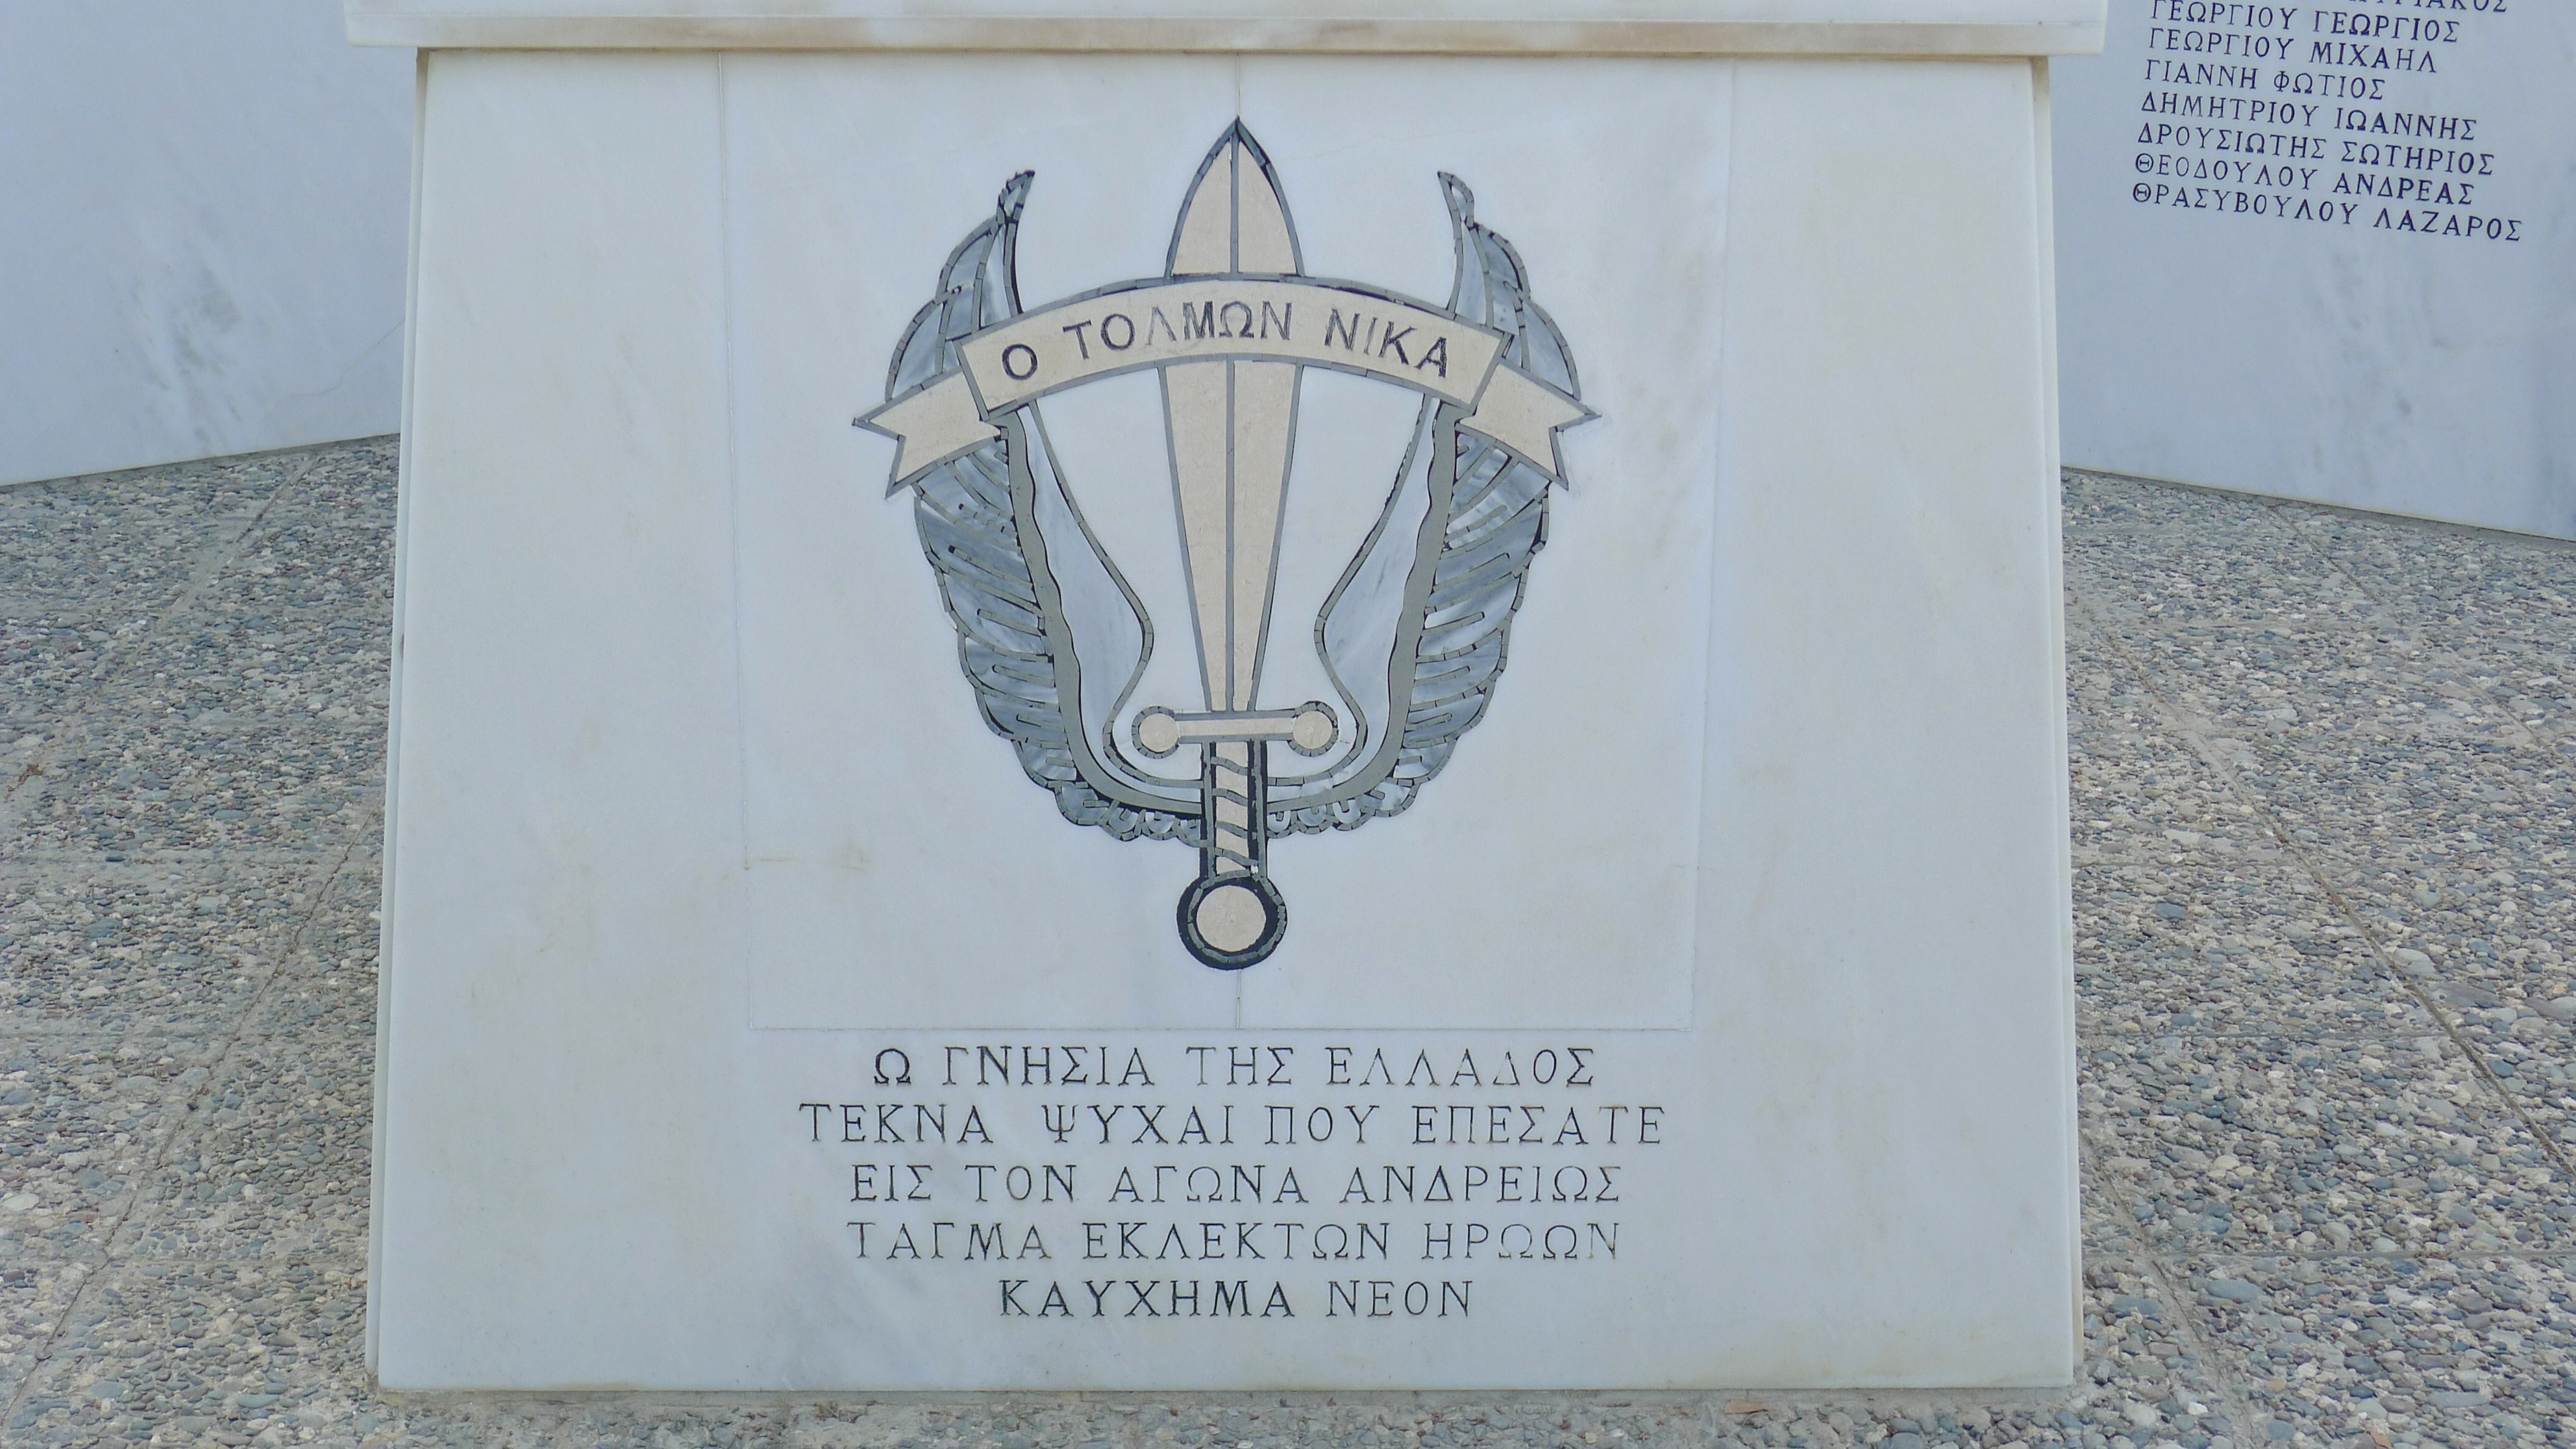 Ο ΤΟΛΜΩΝ ΝΙΚΑ
Ω ΓΝΗΣΙΑ ΤΗΣ ΕΛΛΑΔΟΣ
ΤΕΚΝΑ ΨΥΧΑΙ ΠΟΥ ΕΠΕΣΑΤΕ
ΕΙΣ ΤΟΝ ΑΓΩΝΑ ΑΝΔΡΕΙΩΣ
ΤΑΓΜΑ ΕΚΛΕΚΤΩΝ ΗΡΩΩΝ
ΚΑΥΧΗΜΑ ΝΕΟΝ
ΓΕΩΡΓΙΟΥ ΓΕΩΡΓΙΟΣ
ΓΕΩΡΓΙΟΥ ΜΙΧΑΗΛ
ΓΙΑΝΝΗ ΦΩΤΙΟΣ
ΔΗΜΗΤΡΙΟΥ ΙΩΑΝΝΗΣ
ΔΡΟΥΣΙΩΤΗΣ ΣΩΤΗΡΙΟΣ
ΘΕΟΔΟΥΛΟΥ ΑΝΔΡΕΑΣ
ΘΡΑΣΥΒΟΥΛΟΥ ΛΑΖΑΡΟΣ